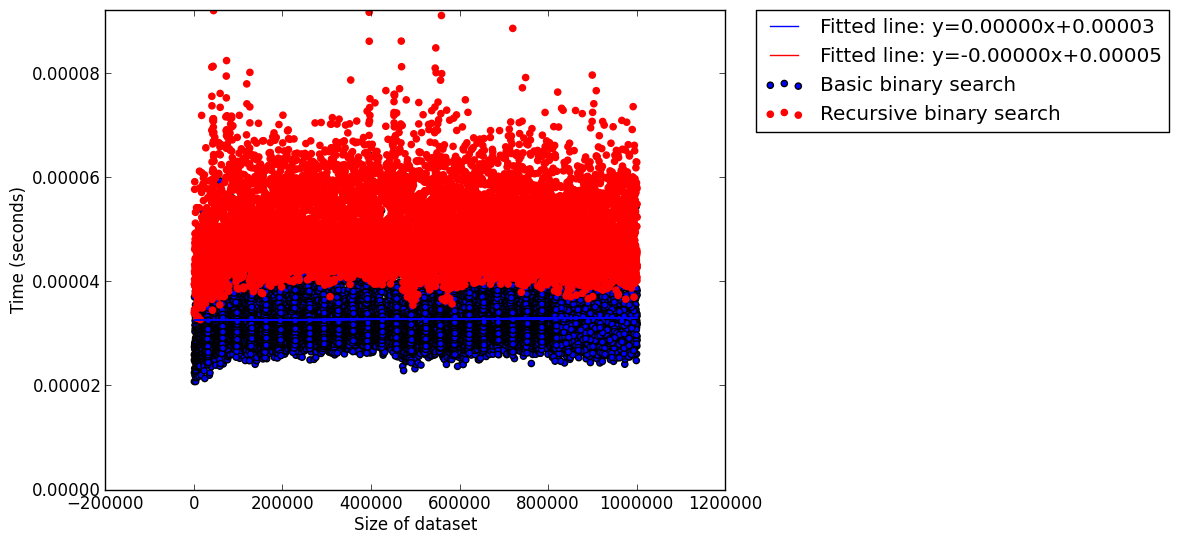 Fitted line: y=0.00000x+0.00003
Fitted line: y=-0.00000x+0.00005
Basic binary search
Recursive binary search
Time (seconds)
0.00008
0.00006
0.00004
0.00002
0.00000
−200000 0 200000 400000 600000 800000 1000000 1200000
Size of dataset